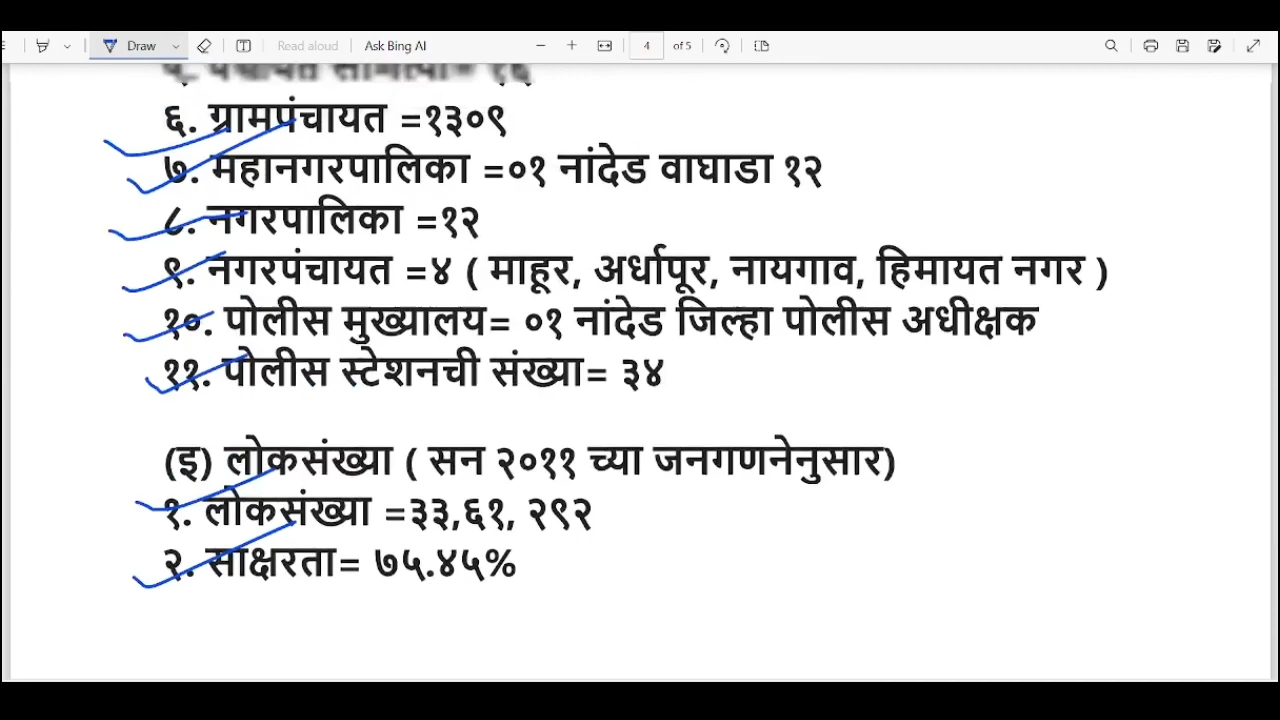 Draw
Read aloud
Ask Bing AI
4 of 5
६. ग्रामपंचायत =१३०९
७. महानगरपालिका =०१ नांदेड वाघाडा १२
८. नगरपालिका =१२
९. नगरपंचायत =४ ( माहूर, अर्धापूर, नायगाव, हिमायत नगर )
१०. पोलीस मुख्यालय= ०१ नांदेड जिल्हा पोलीस अधीक्षक
११. पोलीस स्टेशनची संख्या= ३४
(इ) लोकसंख्या ( सन २०११ च्या जनगणनेनुसार)
१. लोकसंख्या =३३,६१, २९२
२. साक्षरता= ७५.४५%